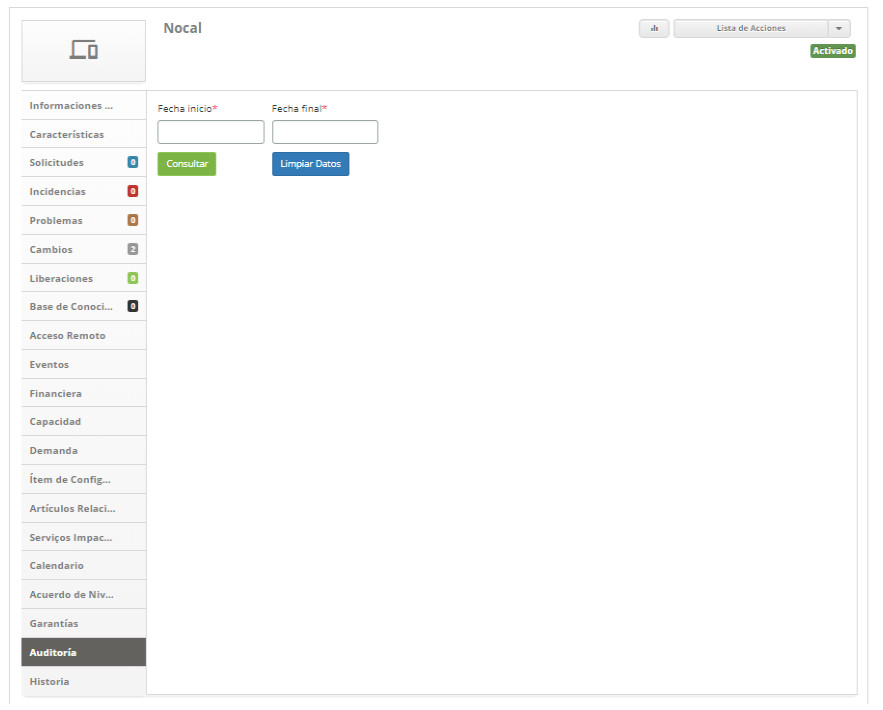 Nocal
Lista de Acciones
Activado
Informaciones ...
Características
Solicitudes 0
Incidencias 0
Problemas 0
Cambios 2
Liberaciones 0
Base de Conoci... 0
Acceso Remoto
Eventos
Financiera
Capacidad
Demanda
Ítem de Config...
Artículos Relaci...
Serviços Impac...
Calendario
Acuerdo de Niv...
Garantías
Auditoría
Historia
Fecha inicio* Fecha final*
Consultar Limpiar Datos